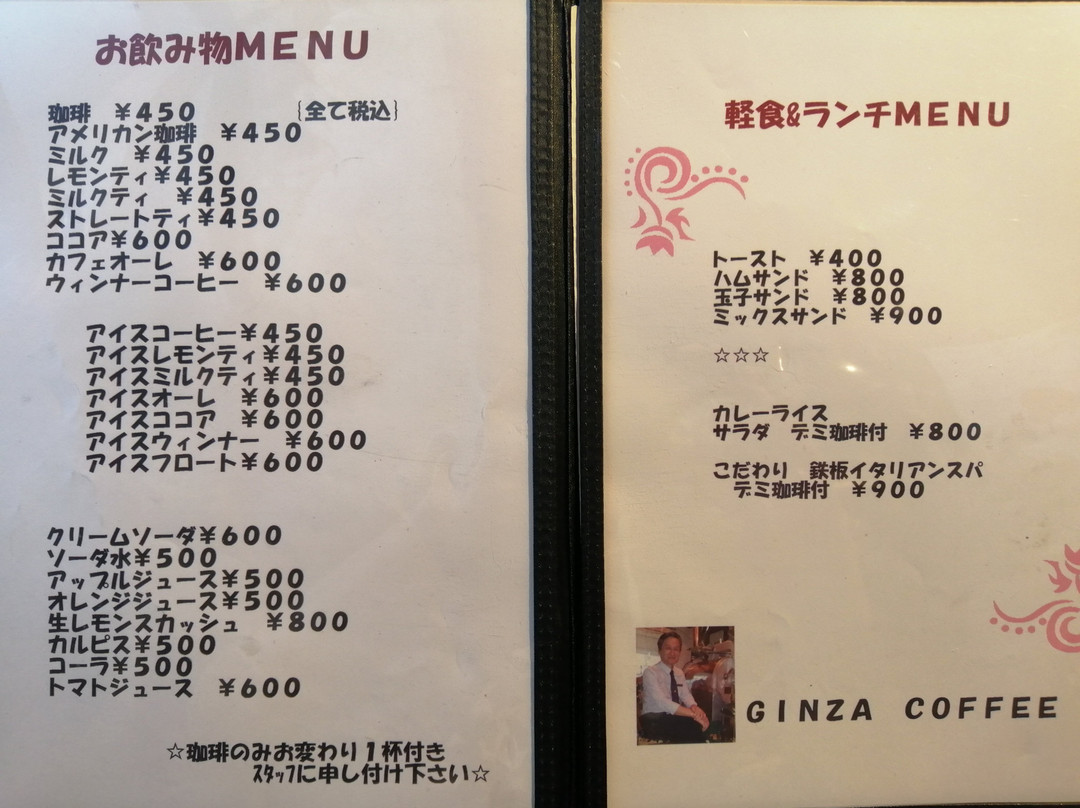 お飲み物MENU
珈琲　¥450　｛全て税込｝
アメリカン珈琲　¥450
ミルク　¥450
レモンティ¥450
ミルクティ　¥450
ストレートティ¥450
ココア¥600
カフェオーレ　¥600
ウィンナーコーヒー　¥600
アイスコーヒー¥450
アイスレモンティ¥450
アイスミルクティ¥450
アイスオーレ　¥600
アイスココア　¥600
アイスウィンナー　¥600
アイスフロート¥600
クリームソーダ¥600
ソーダ水¥500
アップルジュース¥500
オレンジジュース¥500
生レモンスカッシュ　¥800
カルピス¥500
コーラ¥500
トマトジュース　¥600
☆珈琲のみお変わり1杯付き
ｽﾀｯﾌに申し付け下さい☆
軽食&ランチMENU
トースト　¥400
ハムサンド　¥800
玉子サンド　¥800
ミックスサンド　¥900
☆☆☆
カレーライス
サラダ　デミ珈琲付　¥800
こだわり　鉄板イタリアンスパ
デミ珈琲付　¥900
GINZA　COFFEE